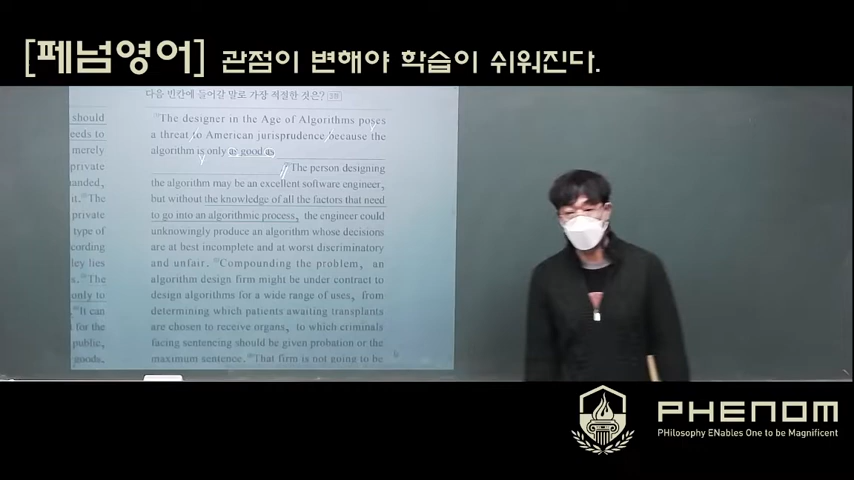 [페넘영어] 관점이 변해야 학습이 쉬워진다.
다음 빈칸에 들어갈 말로 가장 적절한 것은?
should
eeds to
merely
private
anded,
it. The
private
type of
cording
ley lies
s. The
only to
It can
for the
public,
goods.
The designer in the Age of Algorithms poses
a threat to American jurisprudence because the
algorithm is only as good as
The person designing
the algorithm may be an excellent software engineer,
but without the knowledge of all the factors that need
to go into an algorithmic process, the engineer could
unknowingly produce an algorithm whose decisions
are at best incomplete and at worst discriminatory
and unfair. Compounding the problem, an
algorithm design firm might be under contract to
design algorithms for a wide range of uses, from
determining which patients awaiting transplants
are chosen to receive organs, to which criminals
facing sentencing should be given probation or the
maximum sentence. That firm is not going to be
PHENOM
PHilosophy ENables One to be Magnificent